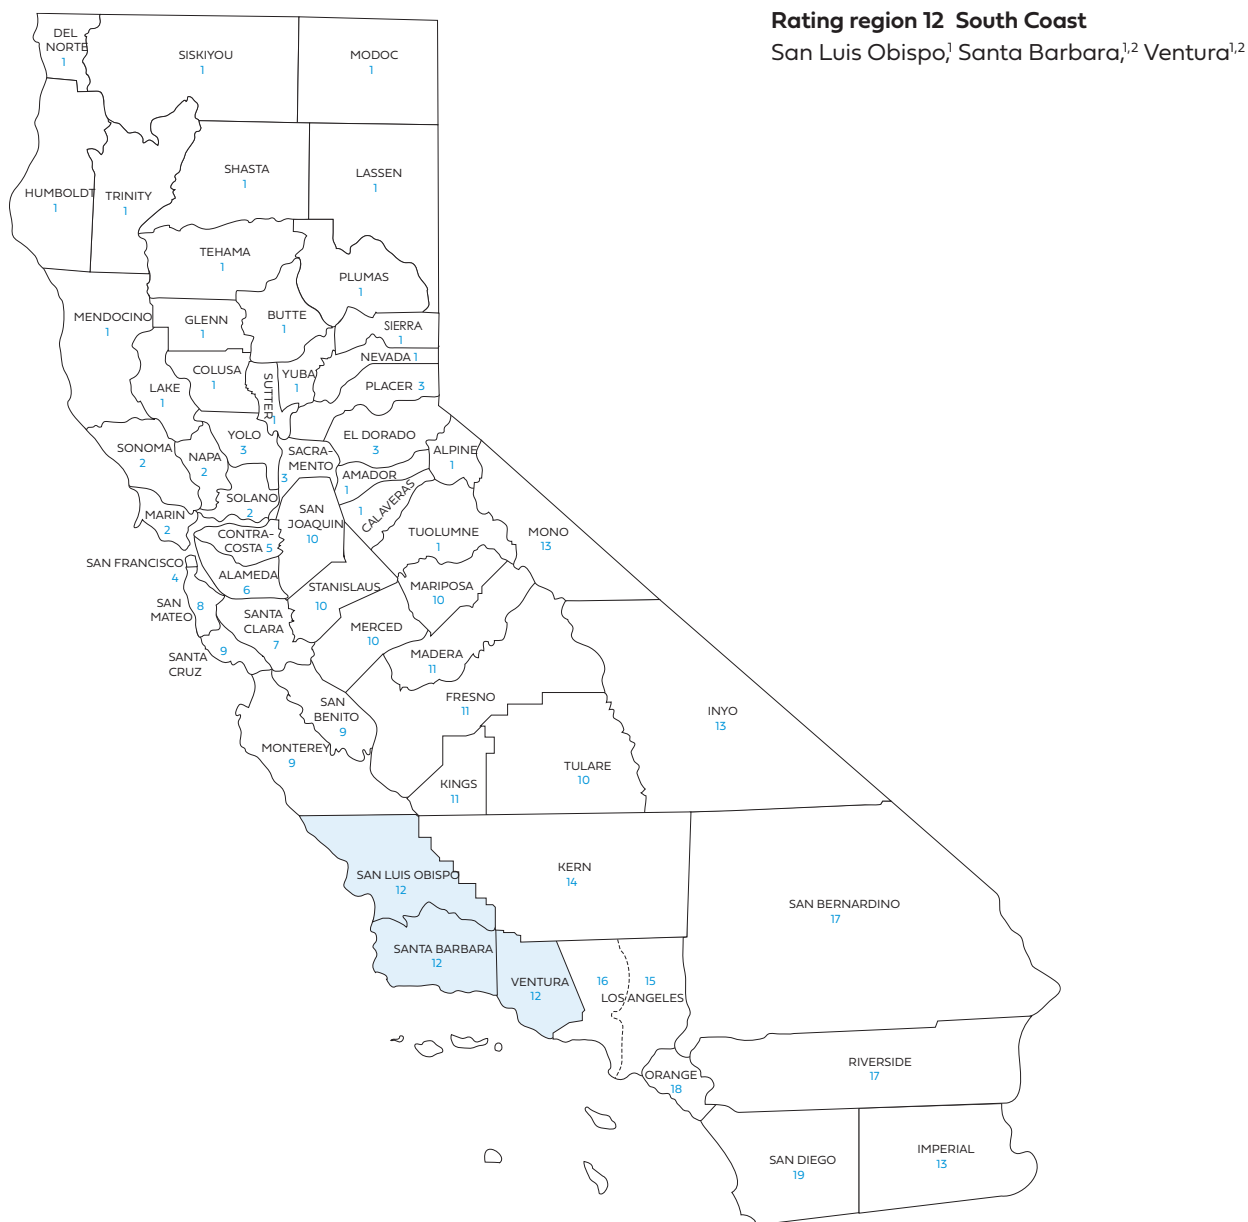 Rating region 12 South Coast
San Luis Obispo,¹ Santa Barbara,¹,² Ventura¹,²
DEL
NORTE
1
SISKIYOU
1
MODOC
1
HUMBOLDT
1
TRINITY
1
SHASTA
1
LASSEN
1
TEHAMA
1
PLUMAS
1
MENDOCINO
1
GLENN
1
BUTTE
1
SIERRA
1
NEVADA 1
LAKE
1
COLUSA
1
SUTTER
1
YUBA
1
PLACER 3
SONOMA
2
NAPA
2
YOLO
3
SACRA-
MENTO
3
EL DORADO
3
ALPINE
1
AMADOR
1
SOLANO
2
CALAVERAS
1
MARIN
2
SAN
JOAQUIN
10
CONTRA-
COSTA 5
TUOLUMNE
1
MONO
13
SAN FRANCISCO
4
ALAMEDA
6
STANISLAUS
10
MARIPOSA
10
SAN
MATEO
8
SANTA
CLARA
7
MERCED
10
SANTA
CRUZ
9
MADERA
11
SAN
BENITO
9
FRESNO
11
INYO
13
MONTEREY
9
KINGS
11
TULARE
10
SAN LUIS OBISPO
12
KERN
14
SAN BERNARDINO
17
SANTA BARBARA
12
VENTURA
12
16
15
LOS ANGELES
ORANGE
18
RIVERSIDE
17
SAN DIEGO
19
IMPERIAL
13